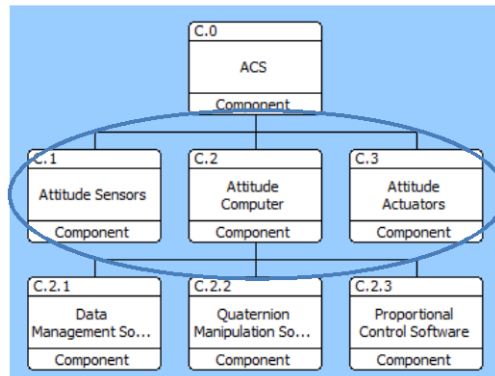 C.0
ACS
Component
C.1
Attitude Sensors
Component
C.2
Attitude
Computer
Component
C.3
Attitude
Actuators
Component
C.2.1
Data
Management So...
Component
C.2.2
Quaternion
Manipulation So...
Component
C.2.3
Proportional
Control Software
Component